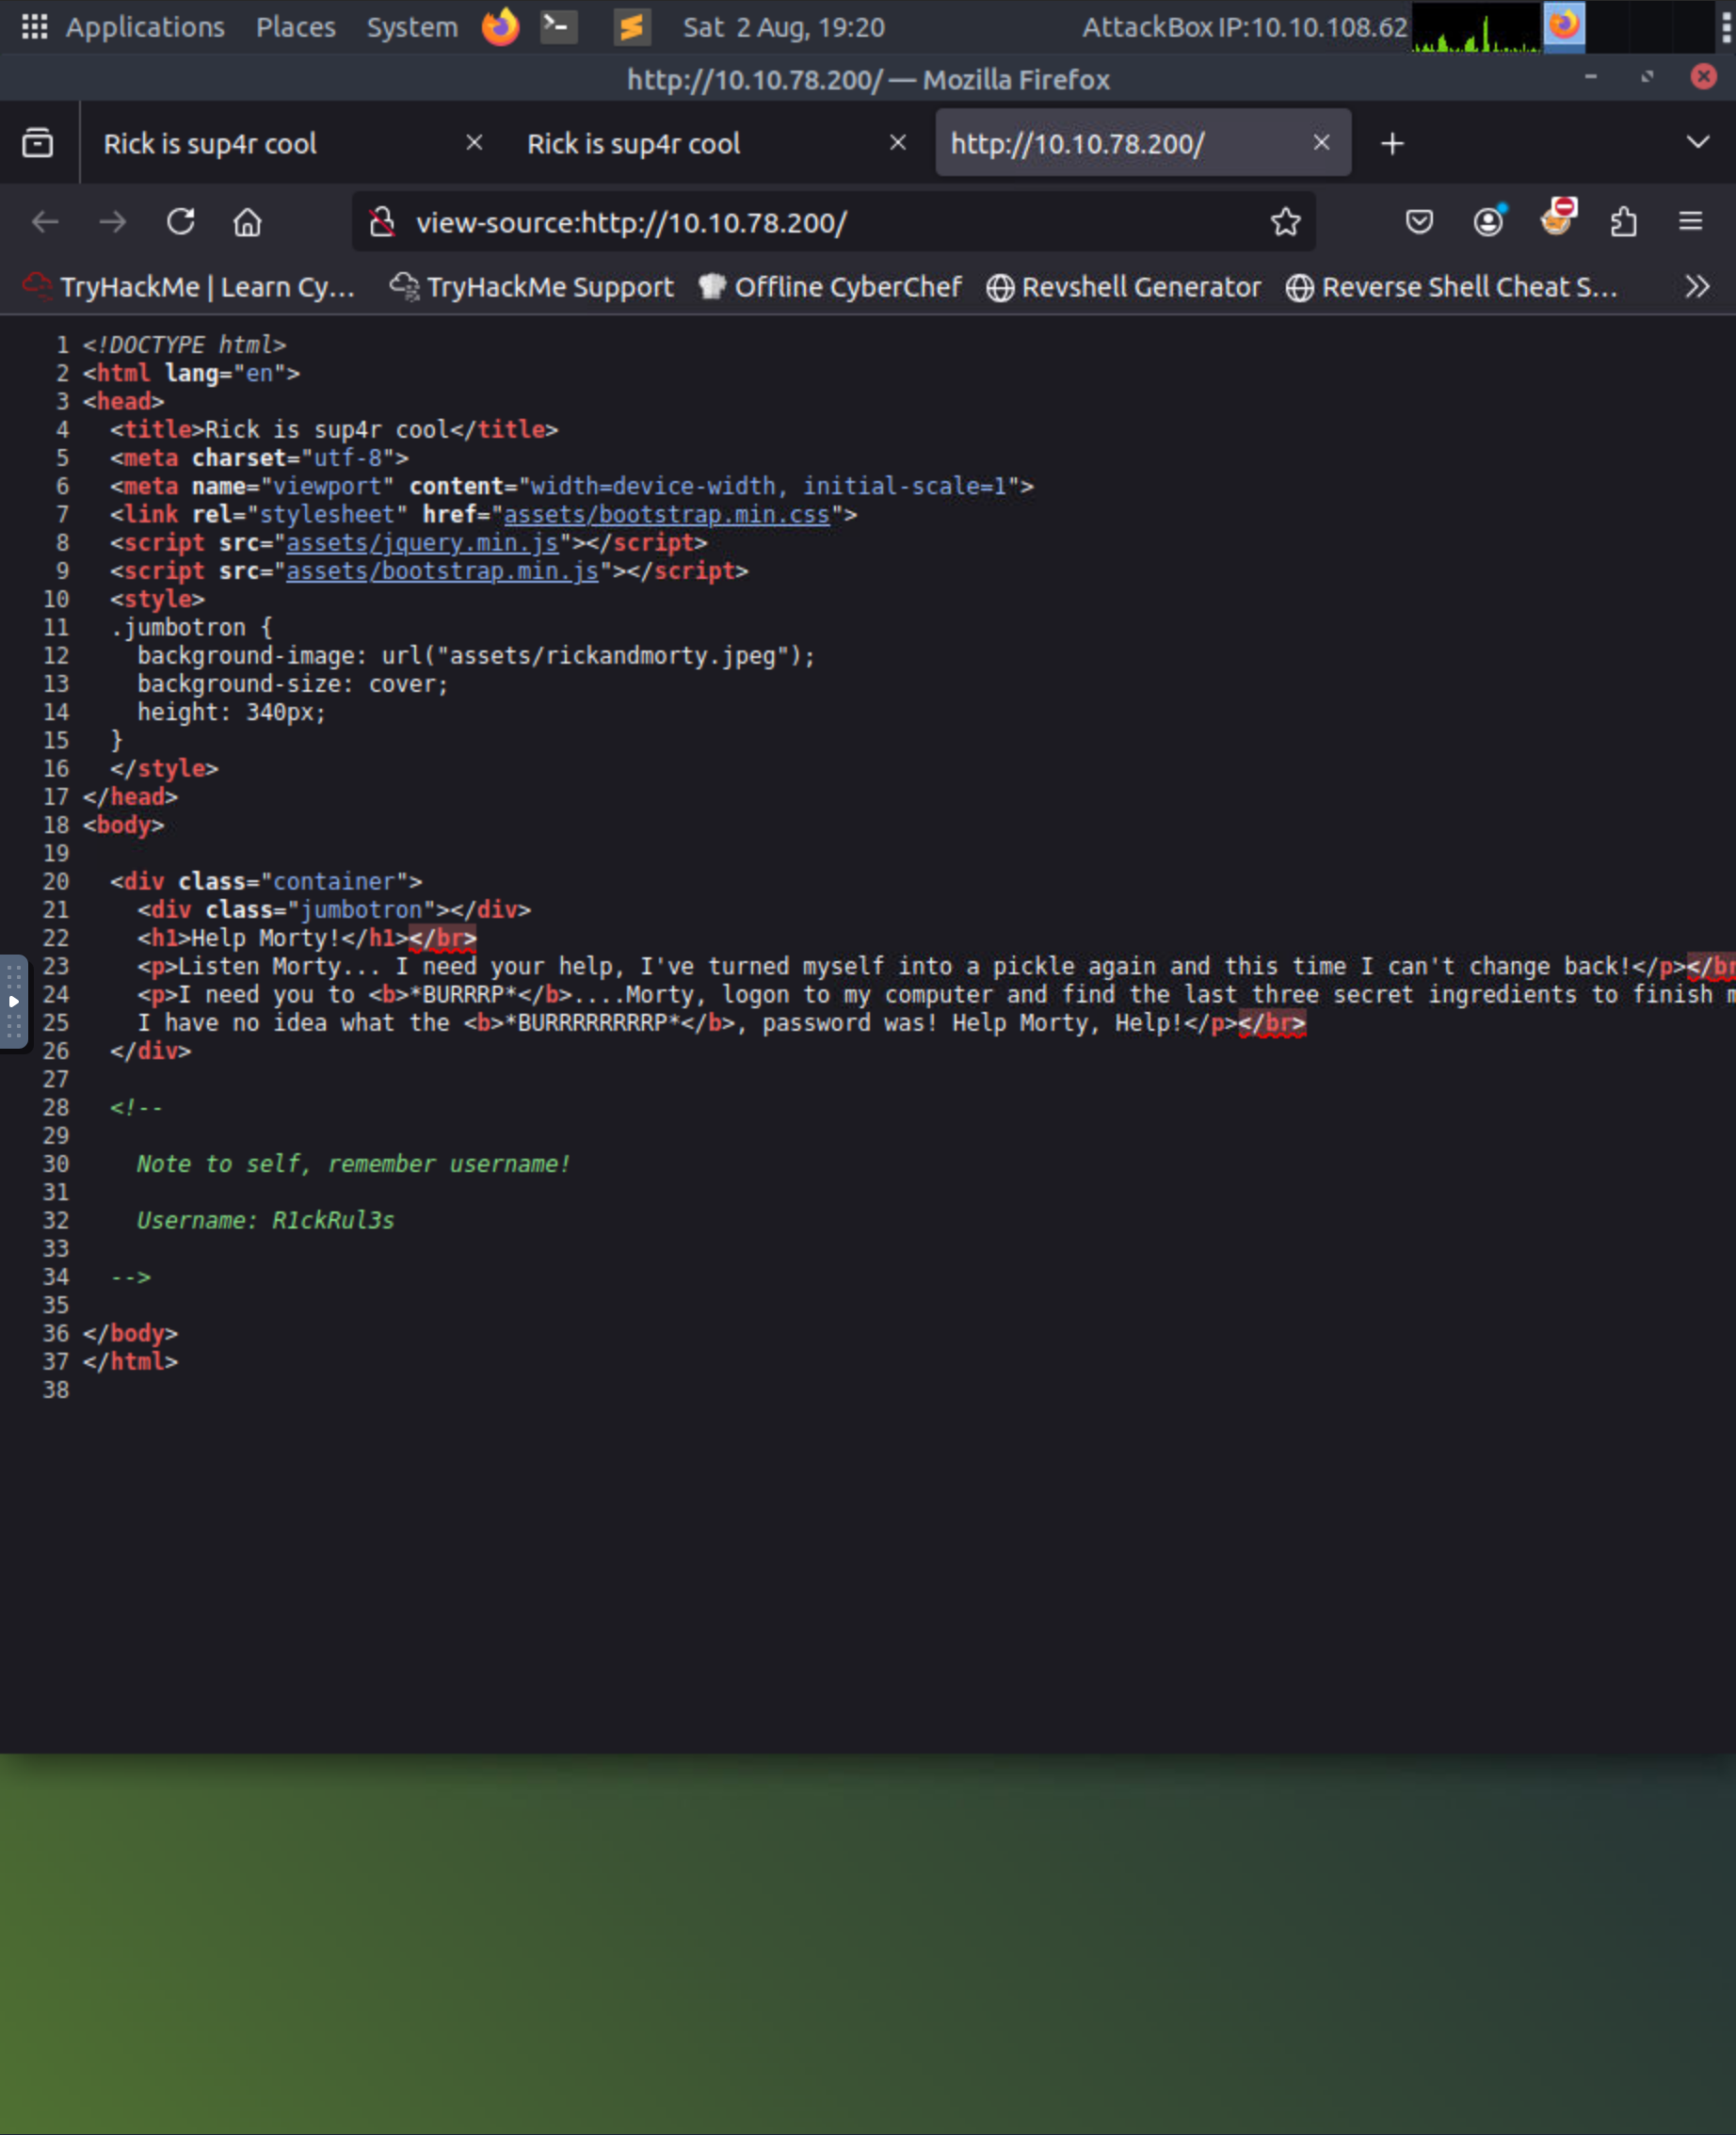 Applications Places System Sat 2 Aug, 19:20 AttackBox IP:10.10.108.62
http://10.10.78.200/ — Mozilla Firefox
Rick is sup4r cool Rick is sup4r cool http://10.10.78.200/
view-source:http://10.10.78.200/
TryHackMe | Learn Cy... TryHackMe Support Offline CyberChef Revshell Generator Reverse Shell Cheat S...
1 <!DOCTYPE html>
2 <html lang="en">
3 <head>
4 <title>Rick is sup4r cool</title>
5 <meta charset="utf-8">
6 <meta name="viewport" content="width=device-width, initial-scale=1">
7 <link rel="stylesheet" href="assets/bootstrap.min.css">
8 <script src="assets/jquery.min.js"></script>
9 <script src="assets/bootstrap.min.js"></script>
10 <style>
11 .jumbotron {
12 background-image: url("assets/rickandmorty.jpeg");
13 background-size: cover;
14 height: 340px;
15 }
16 </style>
17 </head>
18 <body>
19
20 <div class="container">
21 <div class="jumbotron"></div>
22 <h1>Help Morty!</h1></br>
23 <p>Listen Morty... I need your help, I've turned myself into a pickle again and this time I can't change back!</p></br
24 <p>I need you to <b>*BURRRP*</b>....Morty, logon to my computer and find the last three secret ingredients to finish m
25 I have no idea what the <b>*BURRRRRRRRP*</b>, password was! Help Morty, Help!</p></br>
26 </div>
27
28 <!--
29
30 Note to self, remember username!
31
32 Username: R1ckRul3s
33
34 -->
35
36 </body>
37 </html>
38